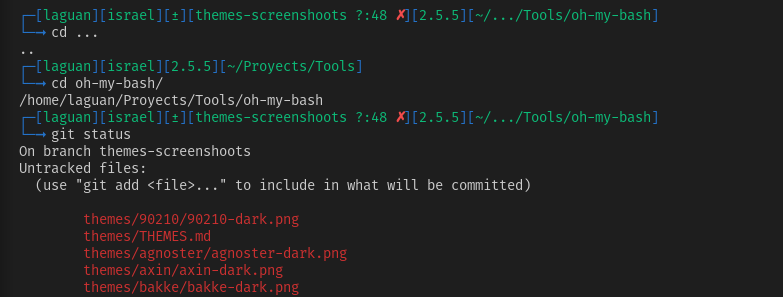 ┌─[laguan][israel][±][themes-screenshoots ?:48 ✗][2.5.5][~/.../Tools/oh-my-bash]
└─→ cd ...
..
┌─[laguan][israel][2.5.5][~/Proyects/Tools]
└─→ cd oh-my-bash/
/home/laguan/Proyects/Tools/oh-my-bash
┌─[laguan][israel][±][themes-screenshoots ?:48 ✗][2.5.5][~/.../Tools/oh-my-bash]
└─→ git status
On branch themes-screenshoots
Untracked files:
  (use "git add <file>..." to include in what will be committed)
        themes/90210/90210-dark.png
        themes/THEMES.md
        themes/agnoster/agnoster-dark.png
        themes/axin/axin-dark.png
        themes/bakke/bakke-dark.png